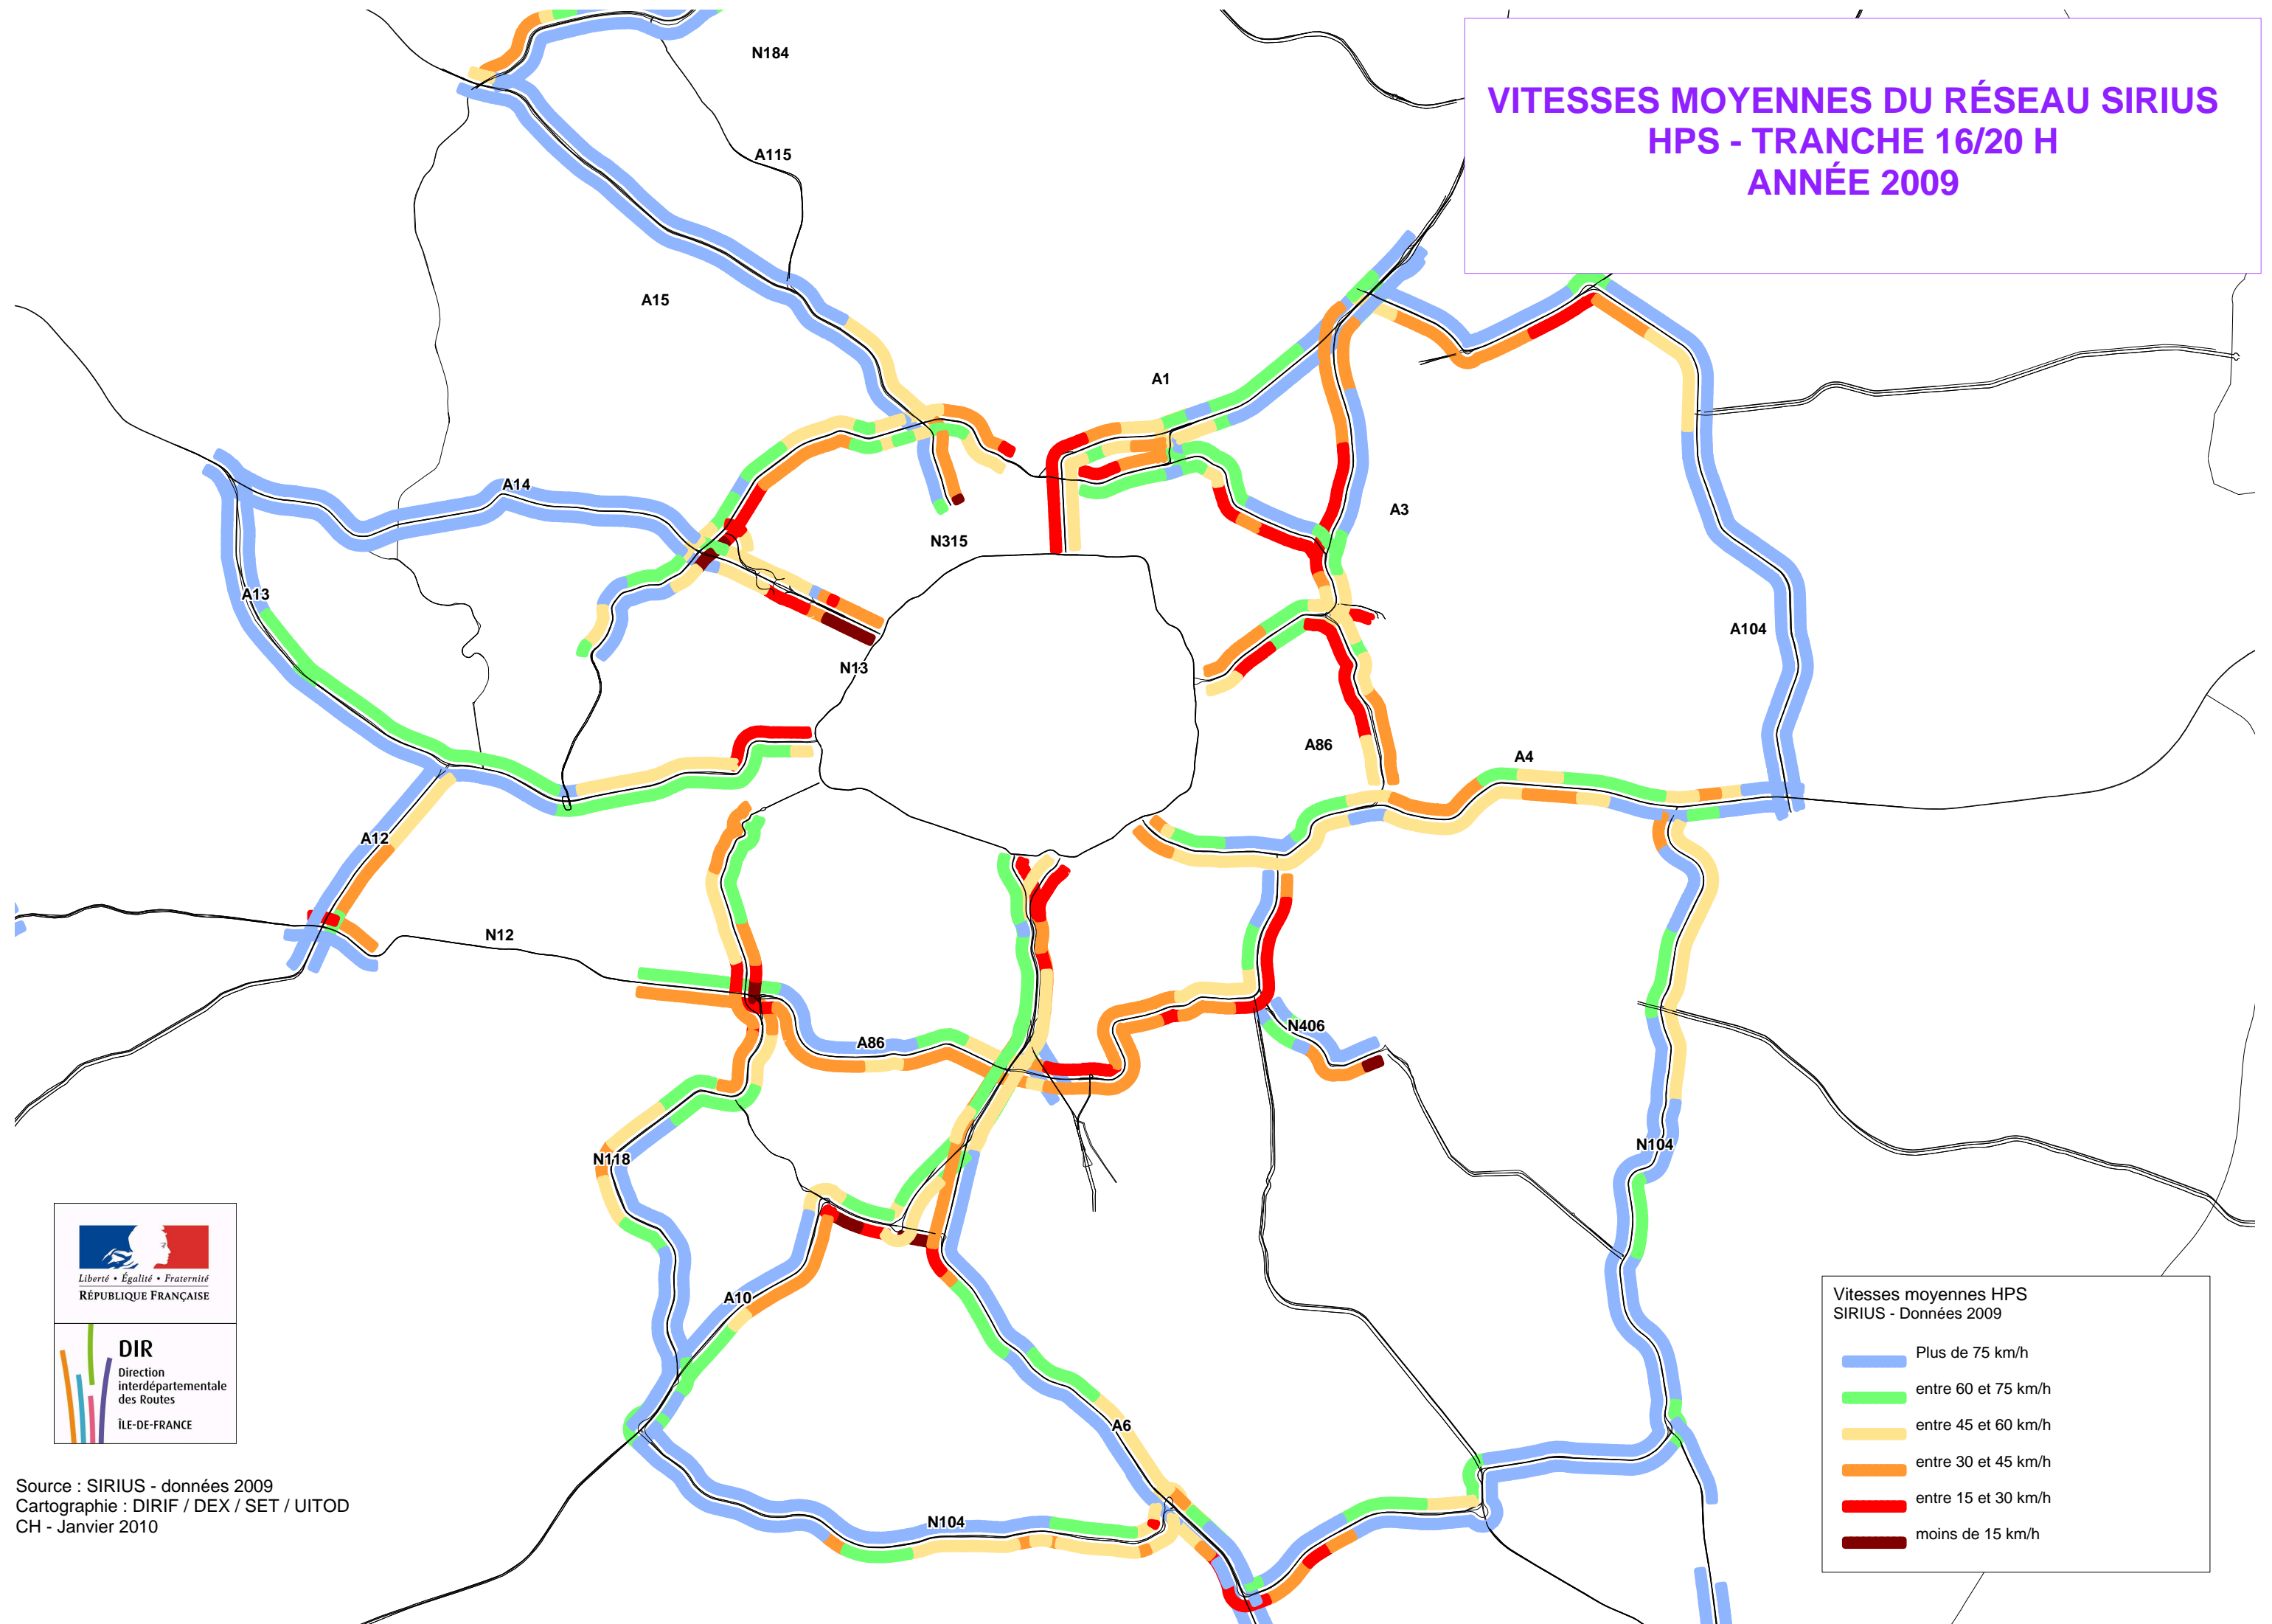 VITESSES MOYENNES DU RÉSEAU SIRIUS
HPS - TRANCHE 16/20 H
ANNÉE 2009
N184
A115
A15
A1
A14
A3
N315
A13
A104
N13
A86
A4
A12
N12
N406
A86
N104
N118
A10
A6
N104
Liberté • Égalité • Fraternité
RÉPUBLIQUE FRANÇAISE
DIR
Direction
interdépartementale
des Routes
ÎLE-DE-FRANCE
Source : SIRIUS - données 2009
Cartographie : DIRIF / DEX / SET / UITOD
CH - Janvier 2010
Vitesses moyennes HPS
SIRIUS - Données 2009
Plus de 75 km/h
entre 60 et 75 km/h
entre 45 et 60 km/h
entre 30 et 45 km/h
entre 15 et 30 km/h
moins de 15 km/h